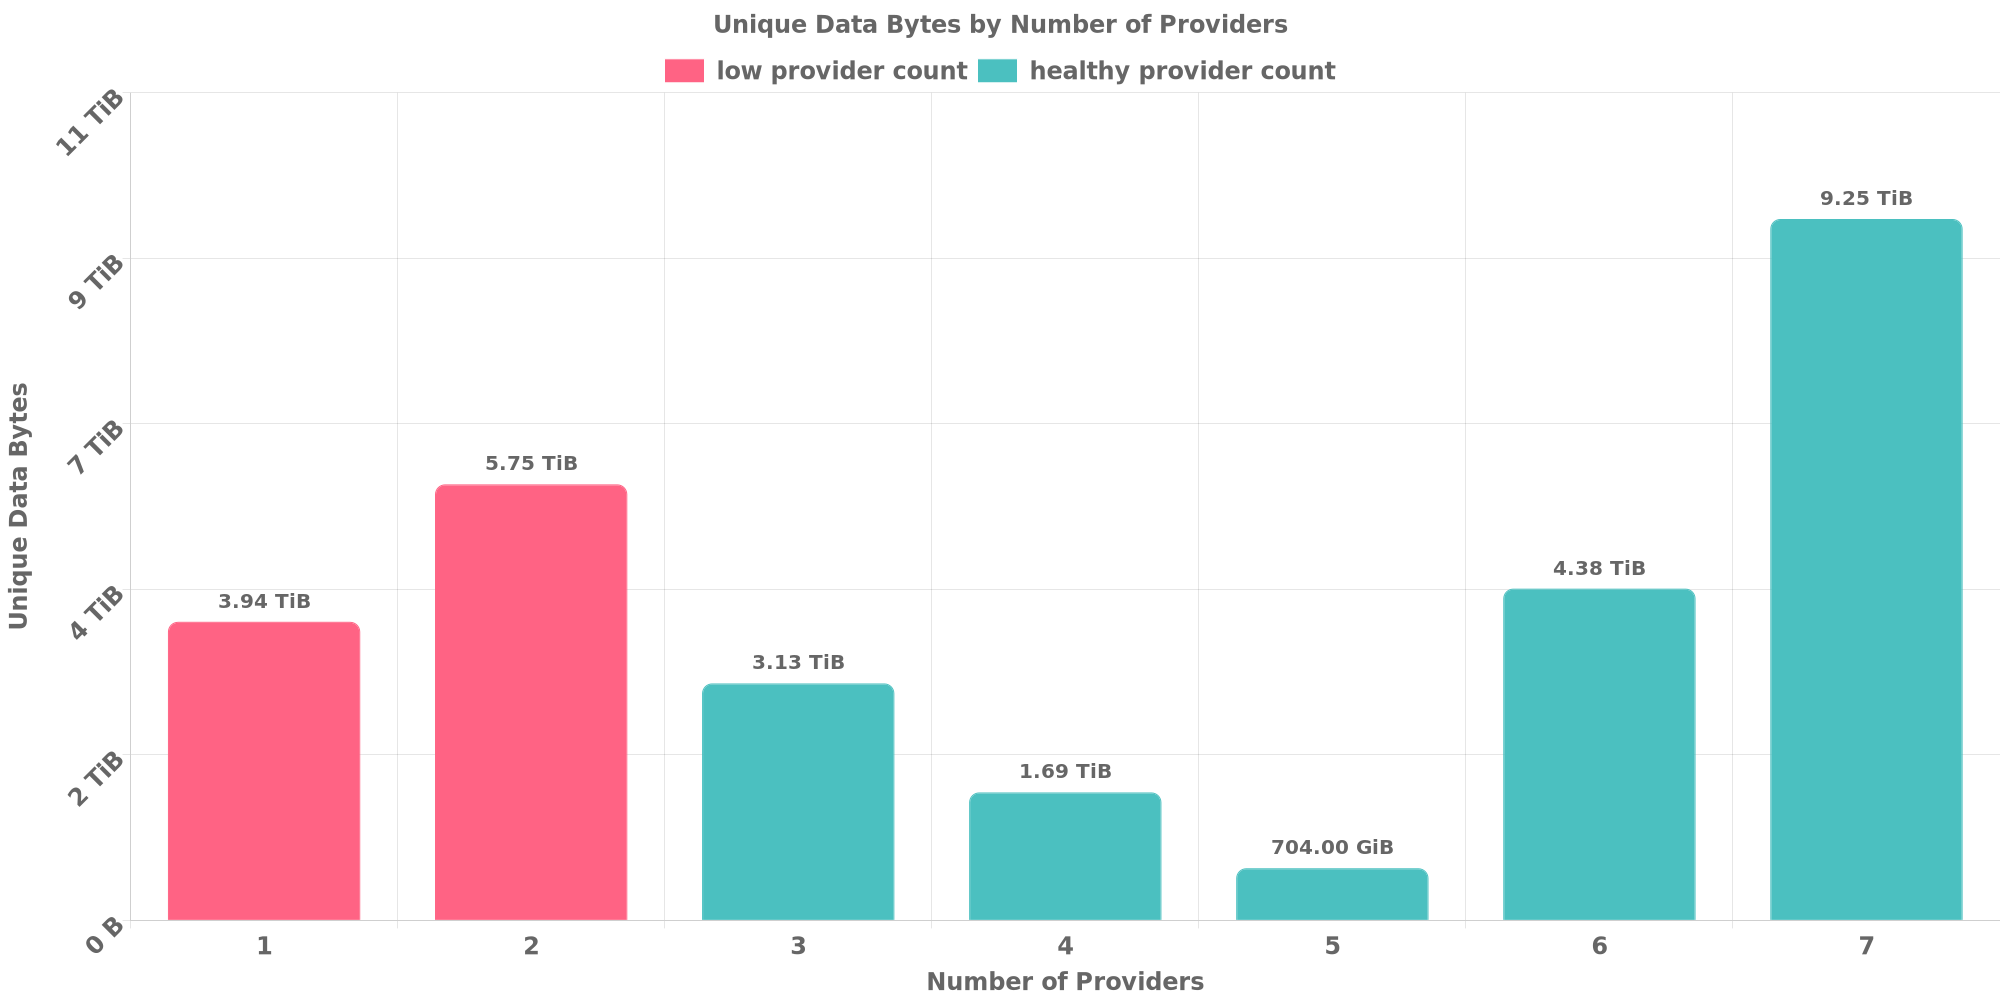 Unique Data Bytes by Number of Providers
low provider count healthy provider count
11 TiB
9 TiB
7 TiB
4 TiB
2 TiB
0 B
Unique Data Bytes
3.94 TiB
5.75 TiB
3.13 TiB
1.69 TiB
704.00 GiB
4.38 TiB
9.25 TiB
1 2 3 4 5 6 7
Number of Providers